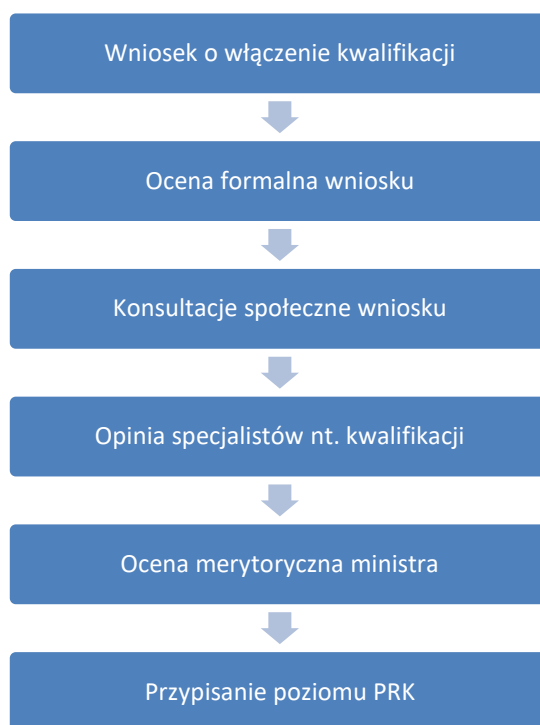 Wniosek o włączenie kwalifikacji
Ocena formalna wniosku
Konsultacje społeczne wniosku
Opinia specjalistów nt. kwalifikacji
Ocena merytoryczna ministra
Przypisanie poziomu PRK